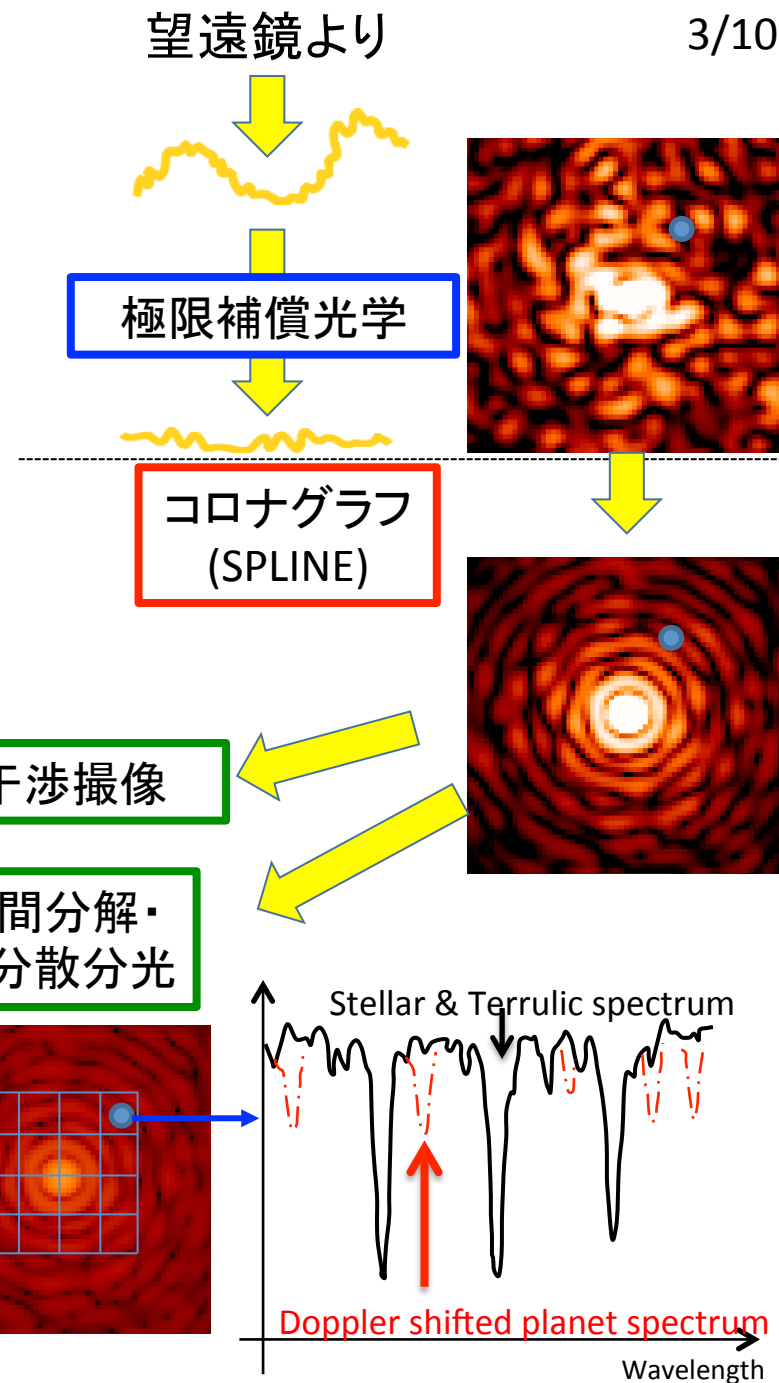 望遠鏡より
3/10
極限補償光学
コロナグラフ
(SPLINE)
干渉撮像
間分解・
分散分光
Stellar & Terrulic spectrum
Doppler shifted planet spectrum
Wavelength